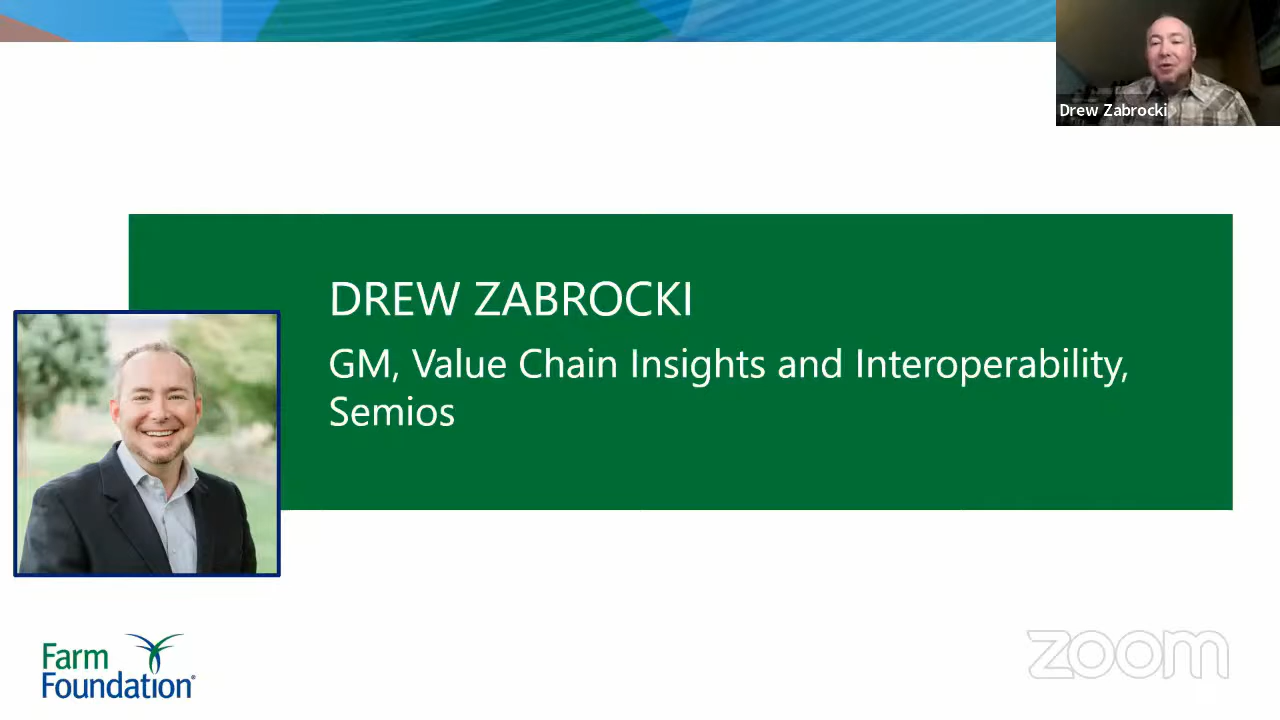 Drew Zabrocki
DREW ZABROCKI
GM, Value Chain Insights and Interoperability,
Semios
Farm
Foundation®
zoom